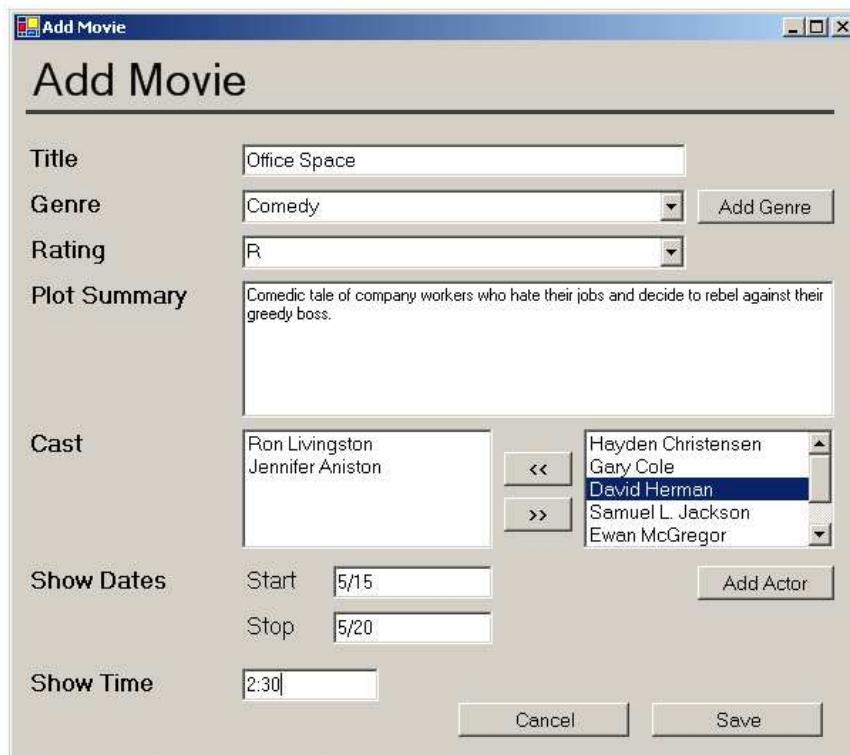 Add Movie
Add Movie
Title
Office Space
Genre
Comedy
Add Genre
Rating
R
Plot Summary
Comedic tale of company workers who hate their jobs and decide to rebel against their
greedy boss.
Cast
Ron Livingston
Jennifer Aniston
<<
>>
Hayden Christensen
Gary Cole
David Herman
Samuel L. Jackson
Ewan McGregor
Show Dates
Start
5/15
Add Actor
Stop
5/20
Show Time
2:30
Cancel
Save